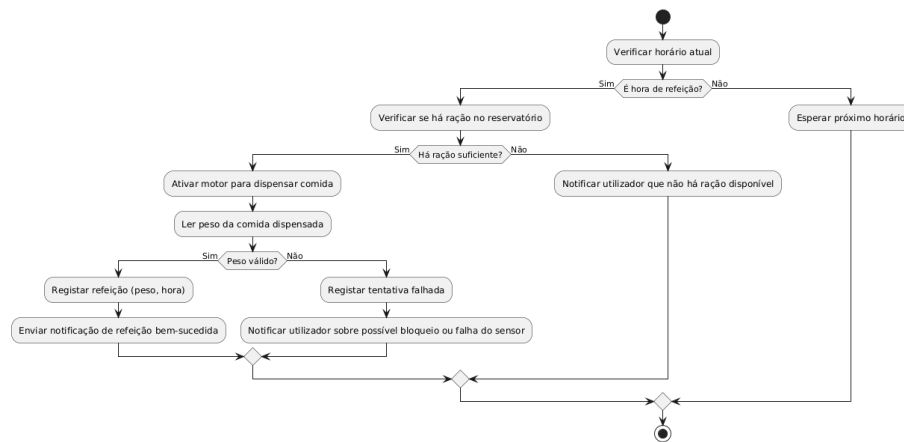 Verificar horário atual
Sim
É hora de refeição?
Não
Verificar se há ração no reservatório
Esperar próximo horário
Sim
Há ração suficiente?
Não
Ativar motor para dispensar comida
Notificar utilizador que não há ração disponível
Ler peso da comida dispensada
Sim
Peso válido?
Não
Registar refeição (peso, hora)
Registar tentativa falhada
Enviar notificação de refeição bem-sucedida
Notificar utilizador sobre possível bloqueio ou falha do sensor